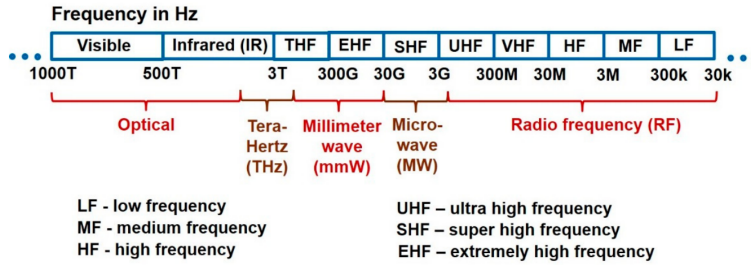 Frequency in Hz
Visible Infrared (IR) THF EHF SHF UHF VHF HF MF LF
1000T 500T 3T 300G 30G 3G 300M 30M 3M 300k 30k
Optical Tera- Millimeter Micro- Radio frequency (RF)
Hertz wave wave
(THz) (mmW) (MW)
LF - low frequency UHF – ultra high frequency
MF - medium frequency SHF – super high frequency
HF - high frequency EHF – extremely high frequency